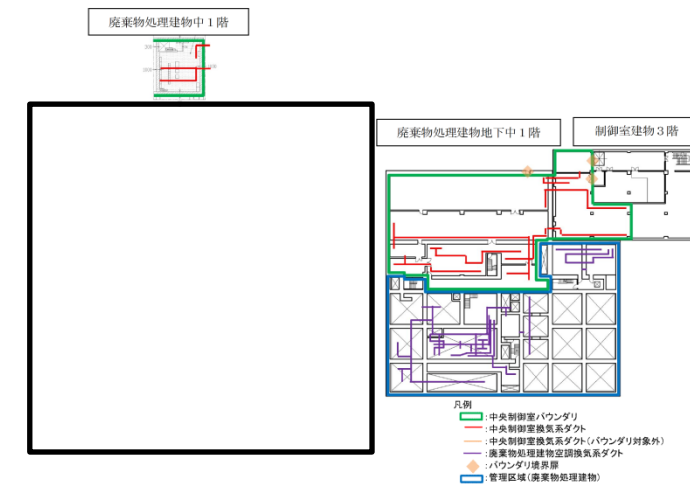 廃棄物処理建物中1階
廃棄物処理建物地下中1階
制御室建物3階
凡例
:中央制御室バウンダリ
:中央制御室換気系ダクト
:中央制御室換気系ダクト(バウンダリ対象外)
:廃棄物処理建物空調換気系ダクト
:バウンダリ境界扉
:管理区域(廃棄物処理建物)